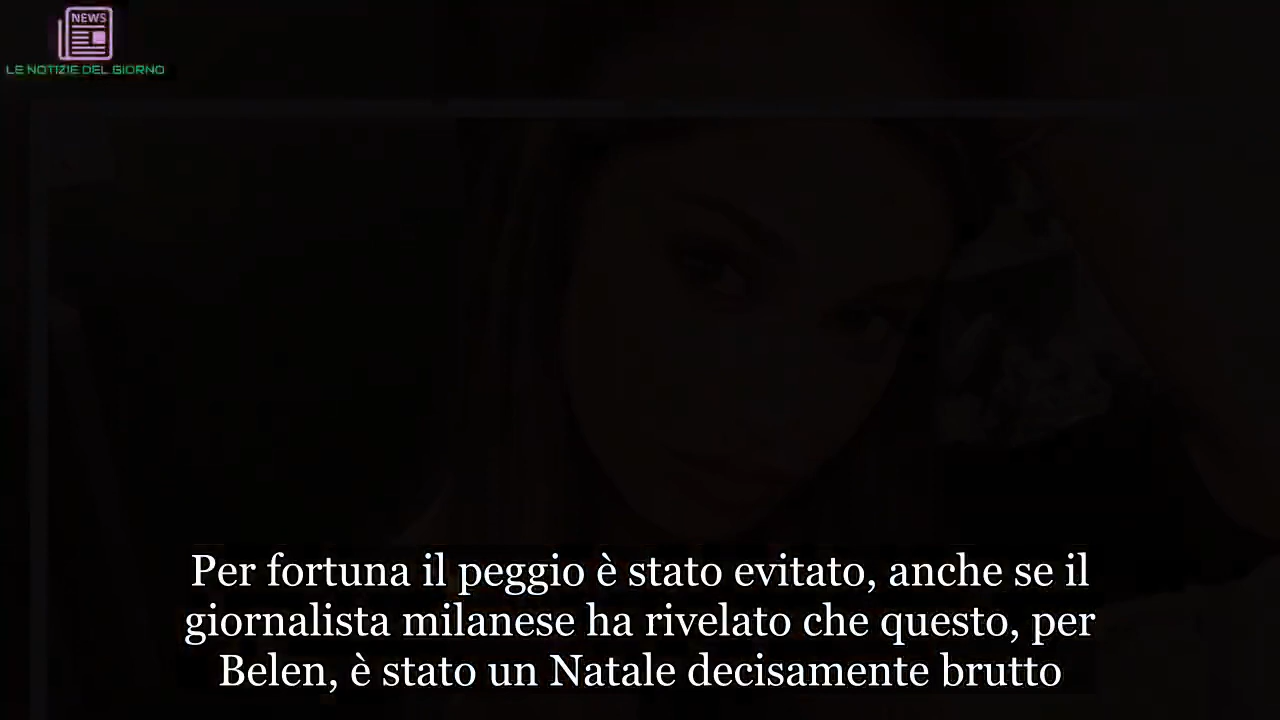 NEWS
LE NOTIZIE DEL GIORNO
Per fortuna il peggio è stato evitato, anche se il
giornalista milanese ha rivelato che questo, per
Belen, è stato un Natale decisamente brutto